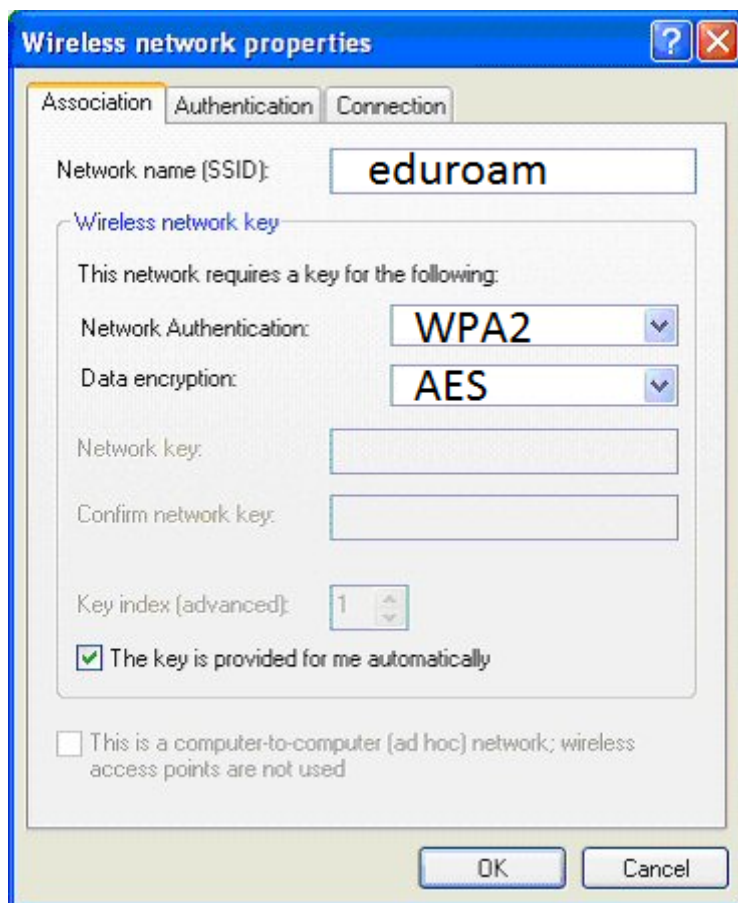 Wireless network properties
?
Association Authentication Connection
Network name (SSID): eduroam
Wireless network key
This network requires a key for the following:
Network Authentication: WPA2
Data encryption: AES
Network key:
Confirm network key:
Key index (advanced): 1
The key is provided for me automatically
This is a computer-to-computer (ad hoc) network; wireless
access points are not used
OK Cancel